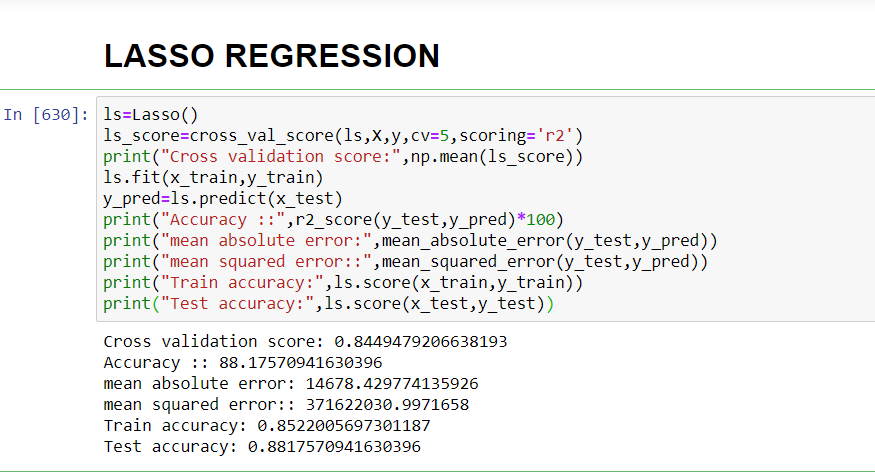 LASSO REGRESSION
In [630]: ls=Lasso()
ls_score=cross_val_score(ls,X,y,cv=5,scoring='r2')
print("Cross validation score:",np.mean(ls_score))
ls.fit(x_train,y_train)
y_pred=ls.predict(x_test)
print("Accuracy ::",r2_score(y_test,y_pred)*100)
print("mean absolute error:",mean_absolute_error(y_test,y_pred))
print("mean squared error::",mean_squared_error(y_test,y_pred))
print("Train accuracy:",ls.score(x_train,y_train))
print("Test accuracy:",ls.score(x_test,y_test))
Cross validation score: 0.8449479206638193
Accuracy :: 88.17570941630396
mean absolute error: 14678.429774135926
mean squared error:: 371622030.9971658
Train accuracy: 0.8522005697301187
Test accuracy: 0.8817570941630396